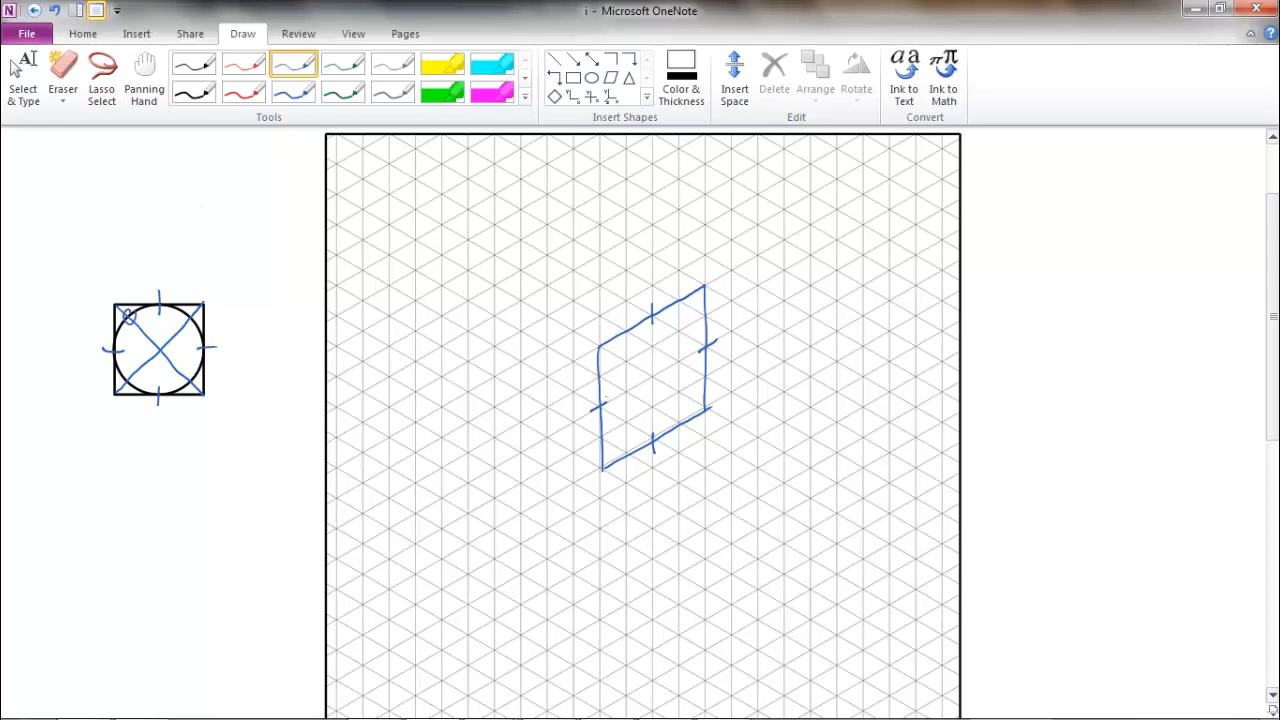 i - Microsoft OneNote
File Home Insert Share Draw Review View Pages
Select & Type
Eraser
Lasso Select
Panning Hand
Color & Thickness
Insert Space
Delete
Arrange
Rotate
Ink to Text
Ink to Math
Tools
Insert Shapes
Edit
Convert